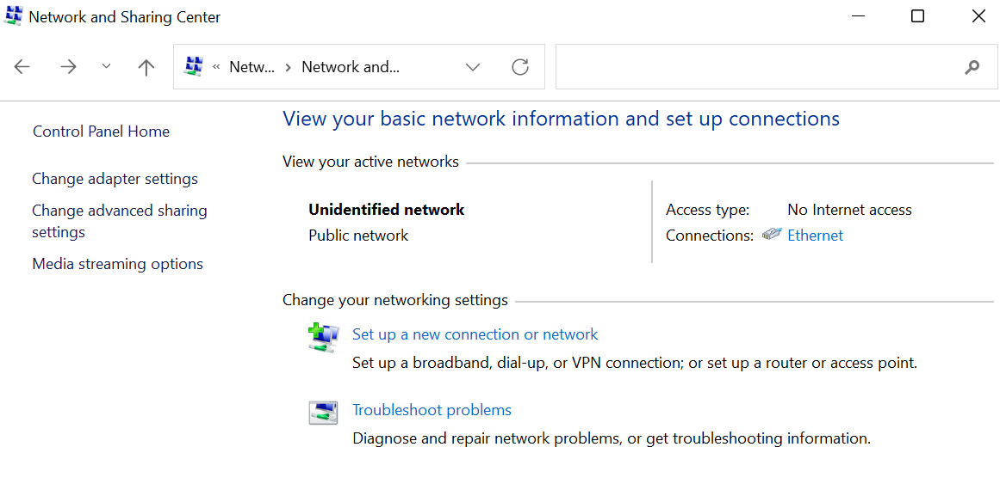 Network and Sharing Center
« Netw... › Network and...
Control Panel Home
Change adapter settings
Change advanced sharing
settings
Media streaming options
View your basic network information and set up connections
View your active networks
Unidentified network
Public network
Access type: No Internet access
Connections: Ethernet
Change your networking settings
Set up a new connection or network
Set up a broadband, dial-up, or VPN connection; or set up a router or access point.
Troubleshoot problems
Diagnose and repair network problems, or get troubleshooting information.